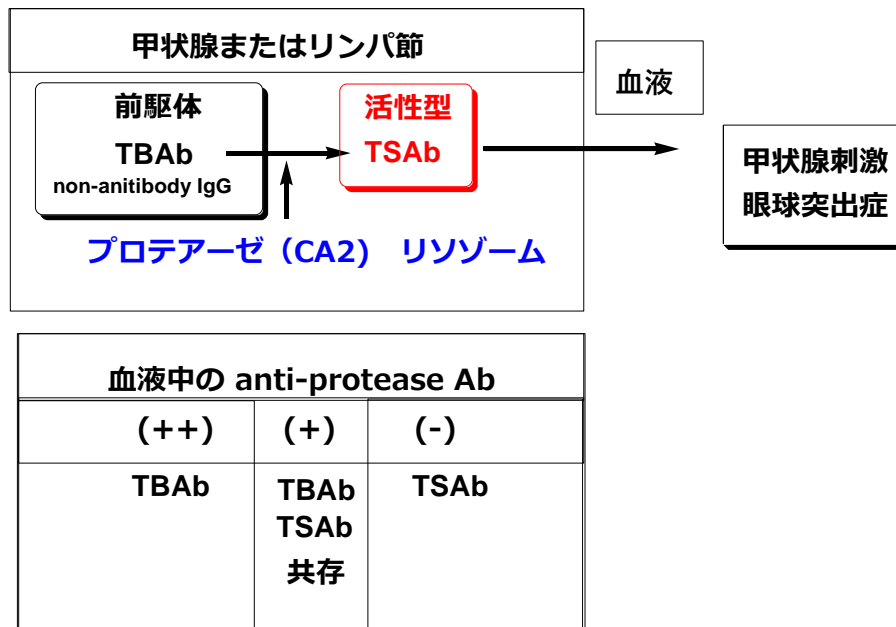 甲状腺またはリンパ節
血液
前駆体
TBAb
non-anitibody IgG
活性型
TSAb
甲状腺刺激
眼球突出症
プロテアーゼ（CA2） リソゾーム
血液中の anti-protease Ab
(++) (+) (-)
TBAb TBAb TSAb
TSAb
共存